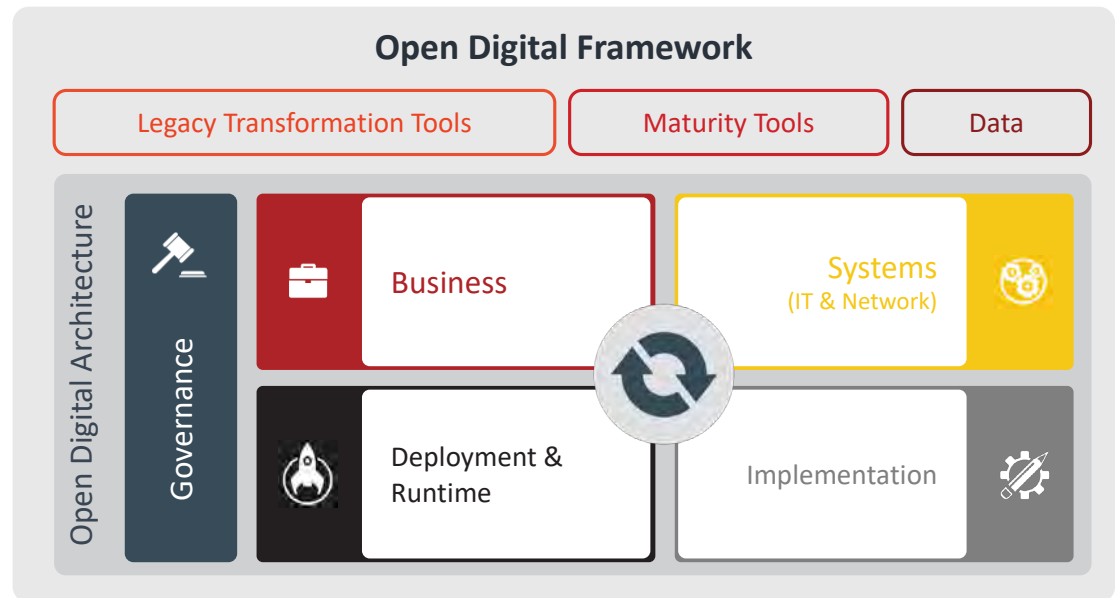 Open Digital Framework
Legacy Transformation Tools
Maturity Tools
Data
Open Digital Architecture
Governance
Business
Systems
(IT & Network)
Deployment &
Runtime
Implementation